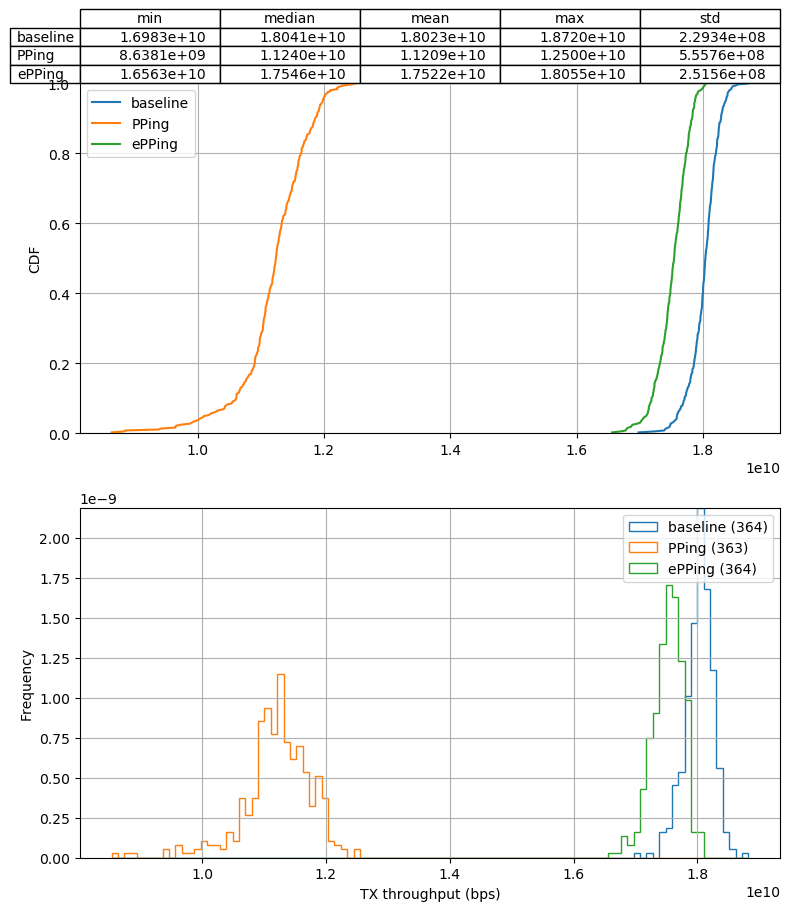 min median mean max std
baseline 1.6983e+10 1.8041e+10 1.8023e+10 1.8720e+10 2.2934e+08
PPing 8.6381e+09 1.1240e+10 1.1209e+10 1.2500e+10 5.5576e+08
ePPing 1.6563e+10 1.7546e+10 1.7522e+10 1.8055e+10 2.5156e+08
1.0
baseline
PPing
ePPing
0.8
0.6
CDF
0.4
0.2
0.0
1.0 1.2 1.4 1.6 1.8
1e10
1e−9
baseline (364)
PPing (363)
ePPing (364)
2.00
1.75
1.50
1.25
Frequency
1.00
0.75
0.50
0.25
0.00
1.0 1.2 1.4 1.6 1.8
TX throughput (bps)
1e10